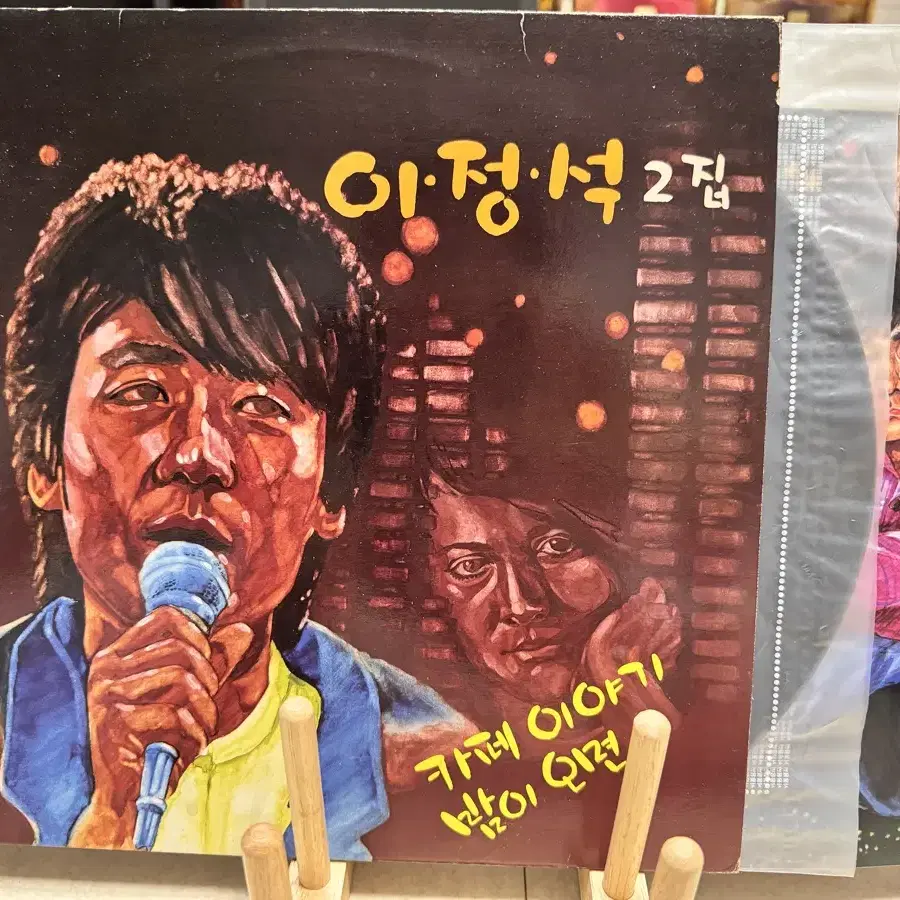 이·정·석 2집
카페 이야기
밤이 오면